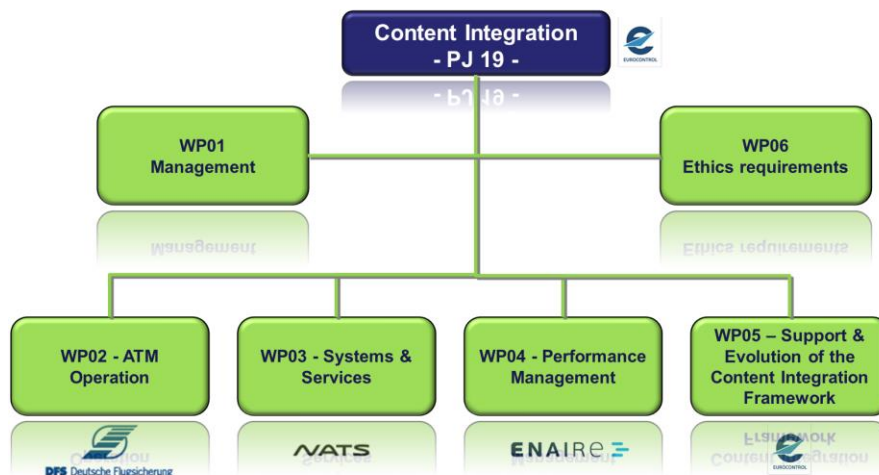 Content Integration
- PJ 19 -
EUROCONTROL
WP01
Management
WP06
Ethics requirements
WP02 - ATM
Operation
WP03 - Systems &
Services
WP04 - Performance
Management
WP05 – Support &
Evolution of the
Content Integration
Framework
DFS Deutsche Flugsicherung
NATS
ENAIRe
EUROCONTROL